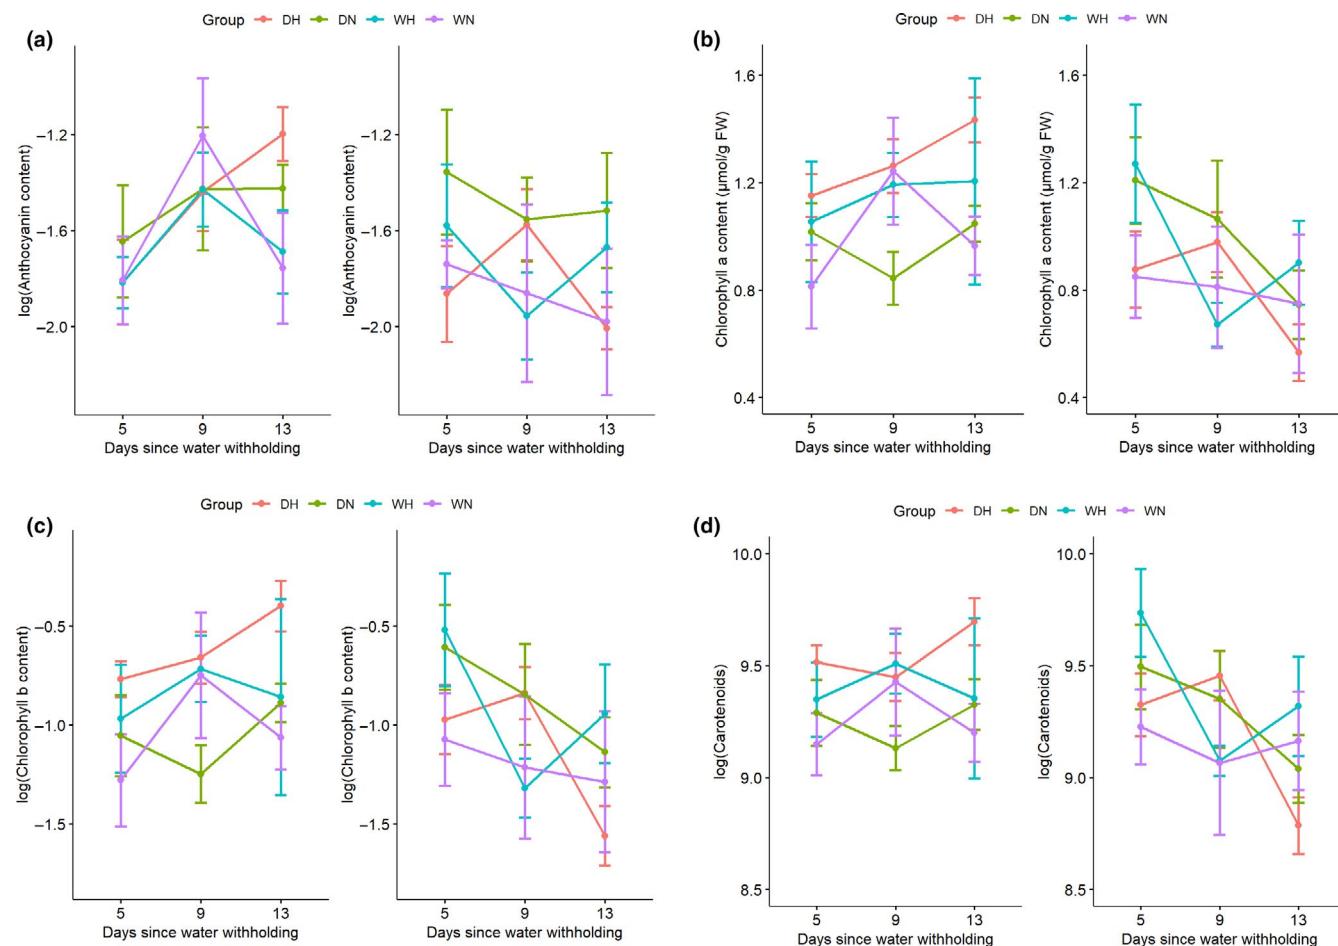 Group DH DN WH WN
(a)
log(Anthocyanin content)
−1.2
−1.6
−2.0
5 9 13
Days since water withholding
log(Anthocyanin content)
−1.2
−1.6
−2.0
5 9 13
Days since water withholding
Group DH DN WH WN
(b)
Chlorophyll a content (μmol/g FW)
1.6
1.2
0.8
0.4
5 9 13
Days since water withholding
Chlorophyll a content (μmol/g FW)
1.6
1.2
0.8
0.4
5 9 13
Days since water withholding
Group DH DN WH WN
(c)
log(Chlorophyll b content)
−0.5
−1.0
−1.5
5 9 13
Days since water withholding
log(Chlorophyll b content)
−0.5
−1.0
−1.5
5 9 13
Days since water withholding
Group DH DN WH WN
(d)
log(Carotenoids)
10.0
9.5
9.0
8.5
5 9 13
Days since water withholding
log(Carotenoids)
10.0
9.5
9.0
8.5
5 9 13
Days since water withholding